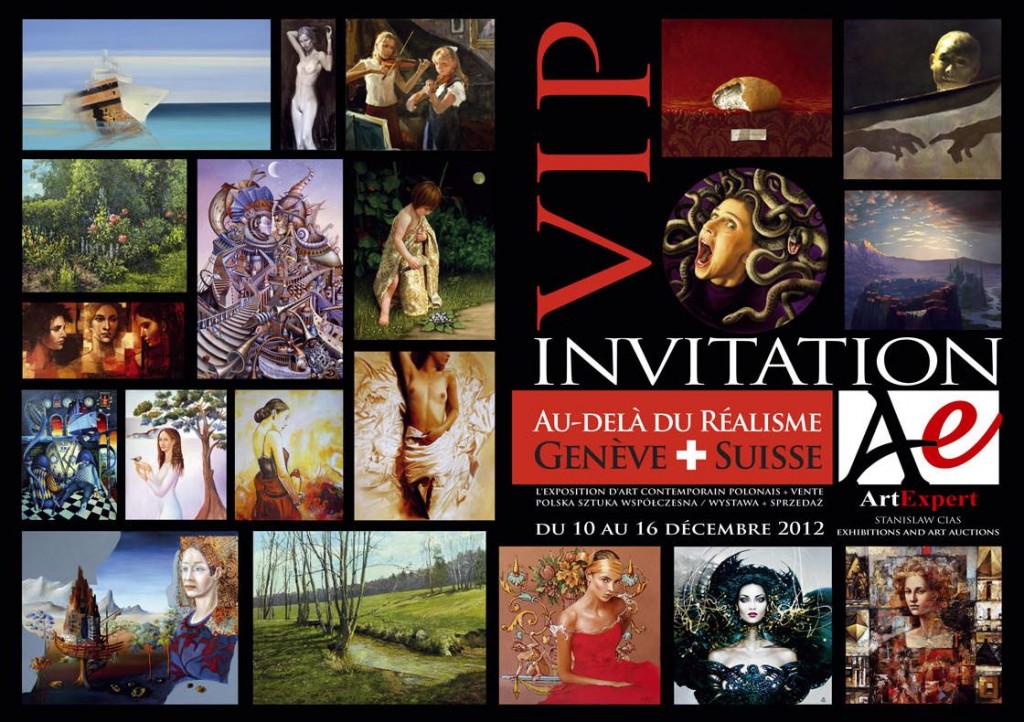 VIP
INVITATION
AU-DELÀ DU RÉALISME
GENÈVE + SUISSE
L'EXPOSITION D'ART CONTEMPORAIN POLONAIS + VENTE
POLSKA SZTUKA WSPÓŁCZESNA / WYSTAWA + SPRZEDAŻ
DU 10 AU 16 DÉCEMBRE 2012
Ae
ArtExpert
STANISLAW CIAS
EXHIBITIONS AND ART AUCTIONS